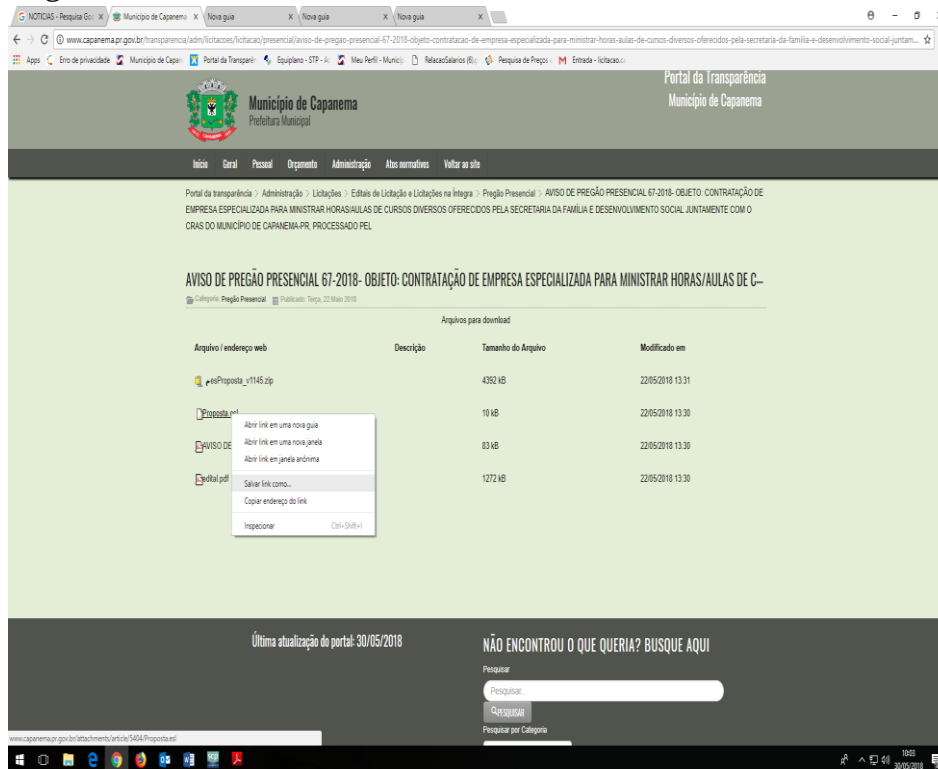 NOTICIAS - Pesquisa Goo
Município de Capanema
Nova guia
Nova guia
Nova guia
www.capanema.pr.gov.br/transparencia/adm/licitacoes/licitacao/presencial/aviso-de-pregao-presencial-67-2018-objeto-contratacao-de-empresa-especializada-para-ministrar-horas-aulas-de-cursos-diversos-oferecidos-pela-secretaria-da-familia-e-desenvolvimento-social-juntam...
Apps
Erro de privacidade
Município de Capan
Portal da Transparên
Equiplano - STP - Ac
Meu Perfil - Municíp
RelacaoSalarios (6).p
Pesquisa de Preços
Entrada - licitacao.c
Portal da Transparência
Município de Capanema
Município de Capanema
Prefeitura Municipal
Início Geral Pessoal Orçamento Administração Atos normativos Voltar ao site
Portal da transparência > Administração > Licitações > Editais de Licitação e Licitações na Íntegra > Pregão Presencial > AVISO DE PREGÃO PRESENCIAL 67-2018- OBJETO: CONTRATAÇÃO DE
EMPRESA ESPECIALIZADA PARA MINISTRAR HORAS/AULAS DE CURSOS DIVERSOS OFERECIDOS PELA SECRETARIA DA FAMÍLIA E DESENVOLVIMENTO SOCIAL JUNTAMENTE COM O
CRAS DO MUNICÍPIO DE CAPANEMA-PR, PROCESSADO PEL
AVISO DE PREGÃO PRESENCIAL 67-2018- OBJETO: CONTRATAÇÃO DE EMPRESA ESPECIALIZADA PARA MINISTRAR HORAS/AULAS DE C...
Categoria: Pregão Presencial Publicado: Terça, 22 Maio 2018
Arquivos para download
Arquivo / endereço web Descrição Tamanho do Arquivo Modificado em
esProposta_v1145.zip 4392 kB 22/05/2018 13:31
Proposta.esl 10 kB 22/05/2018 13:30
AVISO DE 83 kB 22/05/2018 13:30
edital.pdf 1272 kB 22/05/2018 13:30
Abrir link em uma nova guia
Abrir link em uma nova janela
Abrir link em janela anônima
Salvar link como...
Copiar endereço do link
Inspecionar Ctrl+Shift+I
Última atualização do portal: 30/05/2018
NÃO ENCONTROU O QUE QUERIA? BUSQUE AQUI
Pesquisar
Pesquisar...
PESQUISAR
Pesquisar por Categoria
www.capanema.pr.gov.br/attachments/article/5404/Proposta.esl
10:03
30/05/2018